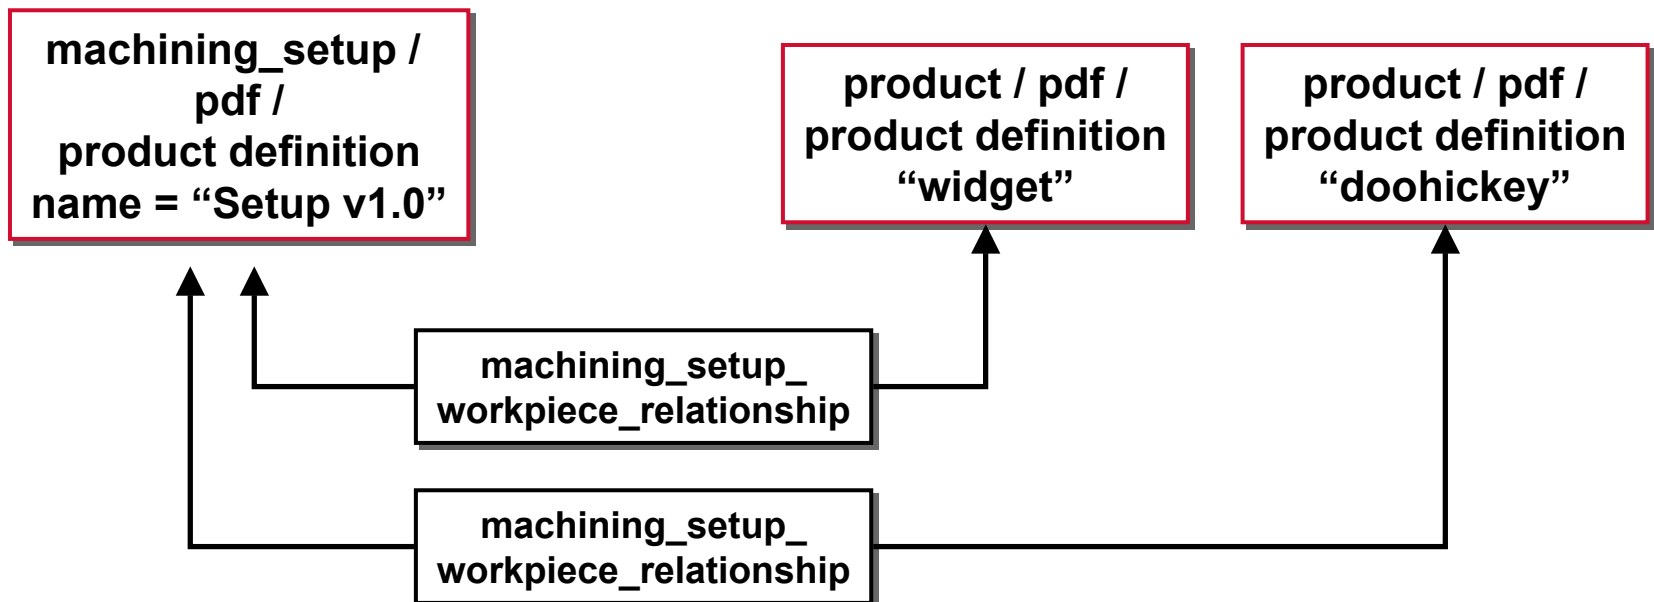 machining_setup /
pdf /
product definition
name = “Setup v1.0”
product / pdf /
product definition
“widget”
product / pdf /
product definition
“doohickey”
machining_setup_
workpiece_relationship
machining_setup_
workpiece_relationship